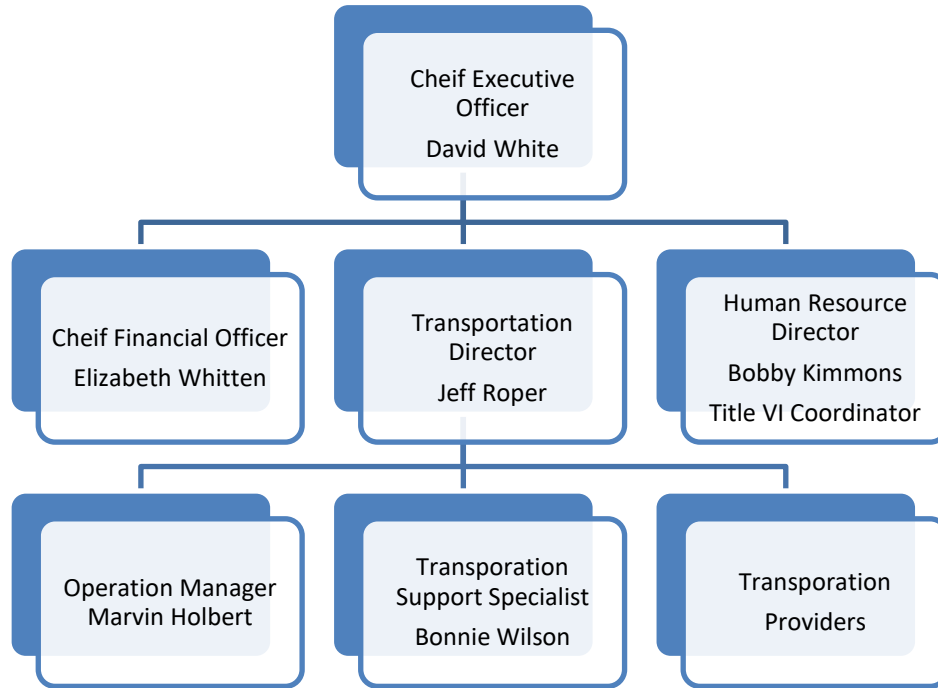 Cheif Executive
Officer
David White
Cheif Financial Officer
Elizabeth Whitten
Transportation
Director
Jeff Roper
Human Resource
Director
Bobby Kimmons
Title VI Coordinator
Operation Manager
Marvin Holbert
Transporation
Support Specialist
Bonnie Wilson
Transporation
Providers